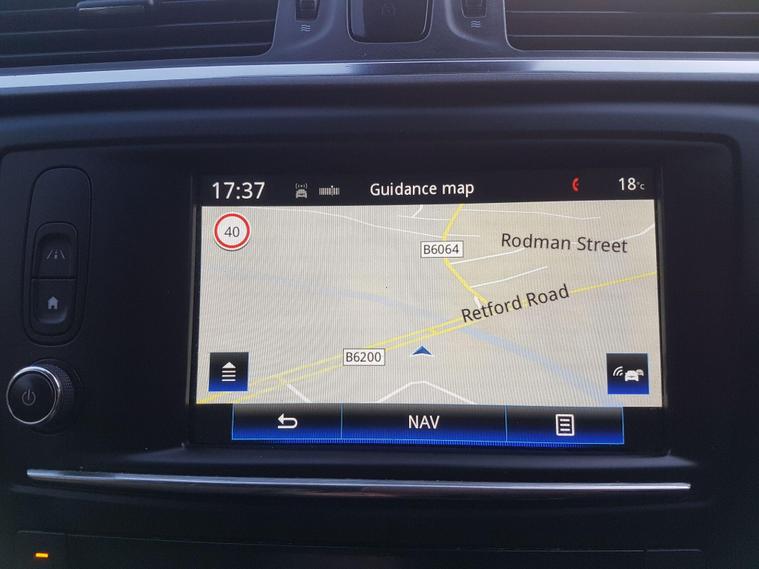 17:37 Guidance map 18°C
40
B6064
Rodman Street
Retford Road
B6200
NAV